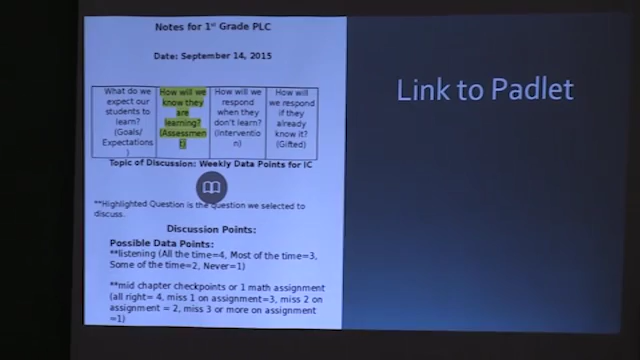 Notes for 1st Grade PLC
Date: September 14, 2015
What do we
expect our
students to
learn?
(Goals/
Expectations
)
How will we
know they
are
learning?
(Assessmen
t)
How will we
respond
when they
don't learn?
(Interventio
n)
How will
we respond
if they
already
know it?
(Gifted)
Topic of Discussion: Weekly Data Points for IC
**Highlighted Question is the question we selected to
discuss.
Discussion Points:
Possible Data Points:
**listening (All the time=4, Most of the time=3,
Some of the time=2, Never=1)
**mid chapter checkpoints or 1 math assignment
(all right= 4, miss 1 on assignment=3, miss 2 on
assignment = 2, miss 3 or more on assignment
=1)
Link to Padlet